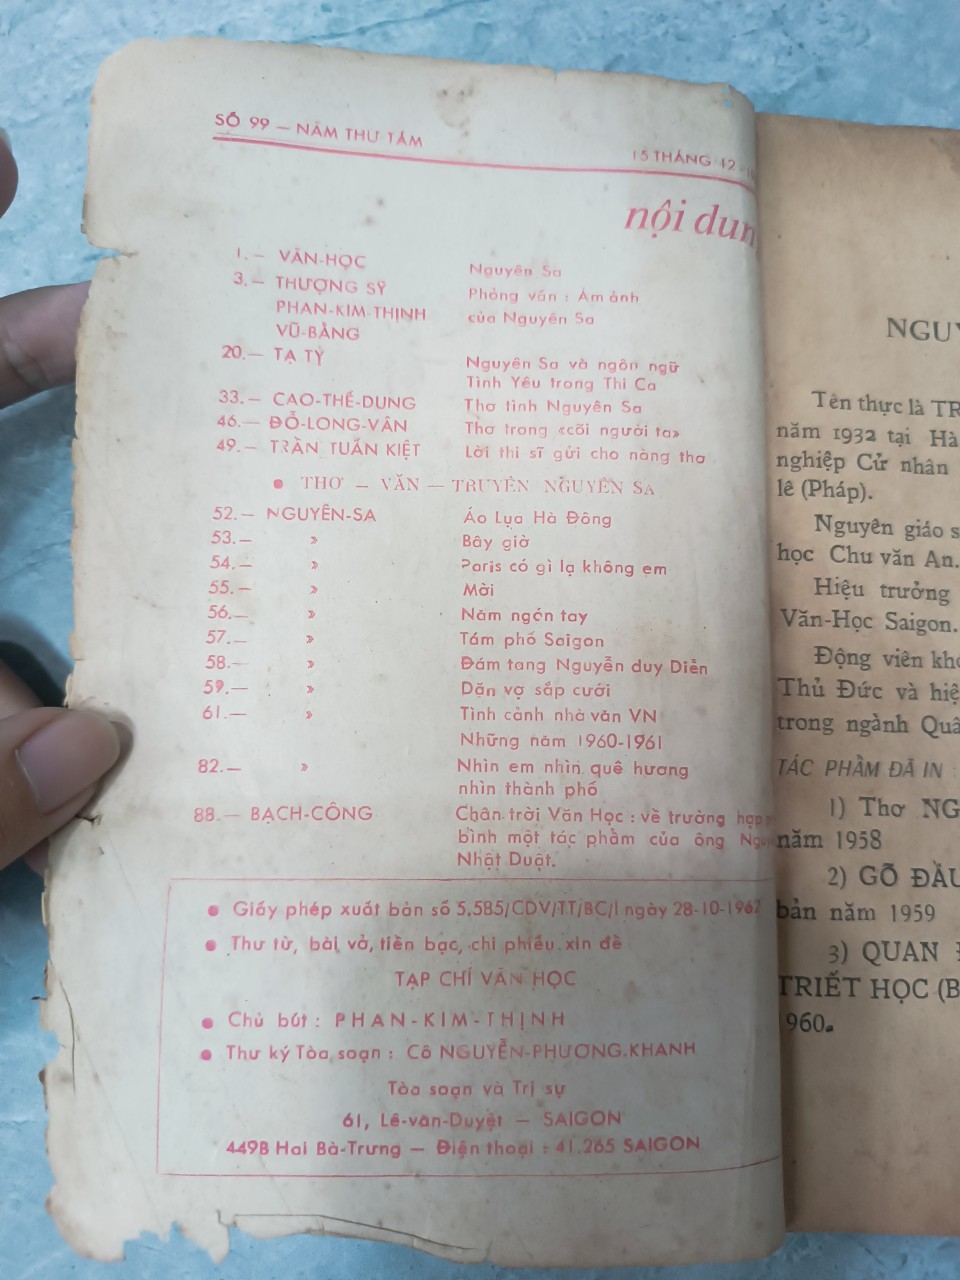 SỐ 99 — NĂM THƯ TÁM
15 THÁNG 12
nội dun
1.— VĂN-HỌC Nguyên Sa
3.— THƯỢNG SỸ Phỏng vấn : Ám ảnh
PHAN-KIM-THỊNH của Nguyên Sa
VŨ-BẰNG
20.— TẠ TỴ Nguyên Sa và ngôn ngữ
Tình Yêu trong Thi Ca
33.— CAO-THẾ-DUNG Thơ tình Nguyên Sa
46.— ĐỖ-LONG-VÂN Thơ trong «cõi người ta»
49.— TRẦN TUẤN KIỆT Lời thi sĩ gửi cho nàng thơ
● THƠ — VĂN — TRUYỆN NGUYÊN SA
52.— NGUYÊN-SA Áo Lụa Hà Đông
53.— » Bây giờ
54.— » Paris có gì lạ không em
55.— » Mời
56.— » Năm ngón tay
57.— » Tám phố Saigon
58.— » Đám tang Nguyễn duy Diễn
59.— » Dặn vợ sắp cưới
61.— » Tình cảnh nhà văn VN
Những năm 1960-1961
82.— » Nhìn em nhìn quê hương
nhìn thành phố
88.— BẠCH-CÔNG Chân trời Văn Học : về trường hợp
bình một tác phẩm của ông Ngu
Nhật Duật.
● Giấy phép xuất bản số 5.585/CDV/TT/BC/I ngày 28-10-1962
● Thư từ, bài vở, tiền bạc, chi phiếu xin đề
TẠP CHÍ VĂN HỌC
● Chủ bút : PHAN-KIM-THỊNH
● Thư ký Tòa soạn : Cô NGUYỄN-PHƯƠNG.KHANH
Tòa soạn và Trị sự
61, Lê-văn-Duyệt — SAIGON
449B Hai Bà-Trưng — Điện thoại : 41.265 SAIGON
NGUY
Tên thực là TR
năm 1932 tại Hà
nghiệp Cử nhân
lê (Pháp).
Nguyên giáo s
học Chu văn An.
Hiệu trưởng
Văn-Học Saigon.
Động viên kh
Thủ Đức và hiệ
trong ngành Quâ
TÁC PHẨM ĐÃ IN :
1) Thơ NG
năm 1958
2) GÕ ĐẦU
bản năm 1959
3) QUAN Đ
TRIẾT HỌC (B
1960.